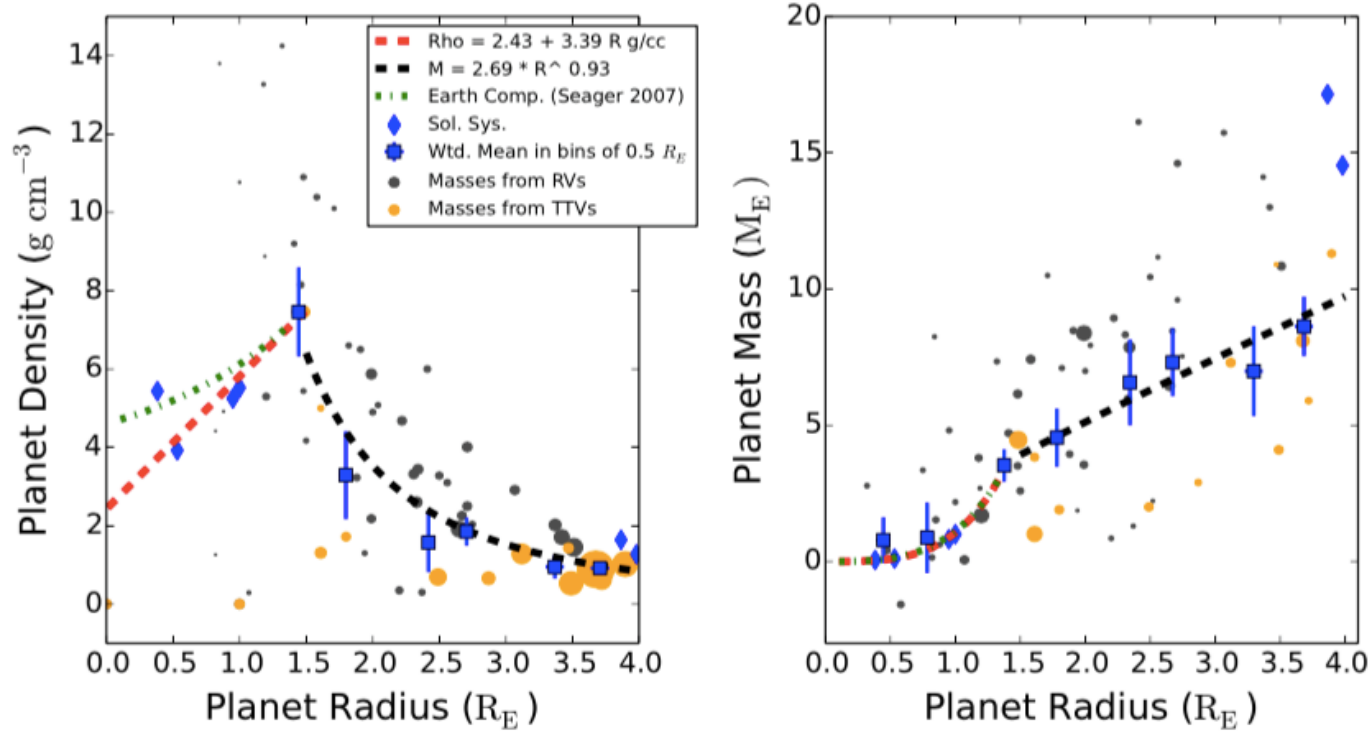 14
12
10
8
6
4
2
0
Planet Density (g cm⁻³)
0.0 0.5 1.0 1.5 2.0 2.5 3.0 3.5 4.0
Planet Radius (R_E)
Rho = 2.43 + 3.39 R g/cc
M = 2.69 * R^ 0.93
Earth Comp. (Seager 2007)
Sol. Sys.
Wtd. Mean in bins of 0.5 R_E
Masses from RVs
Masses from TTVs
20
15
10
5
0
Planet Mass (M_E)
0.0 0.5 1.0 1.5 2.0 2.5 3.0 3.5 4.0
Planet Radius (R_E)